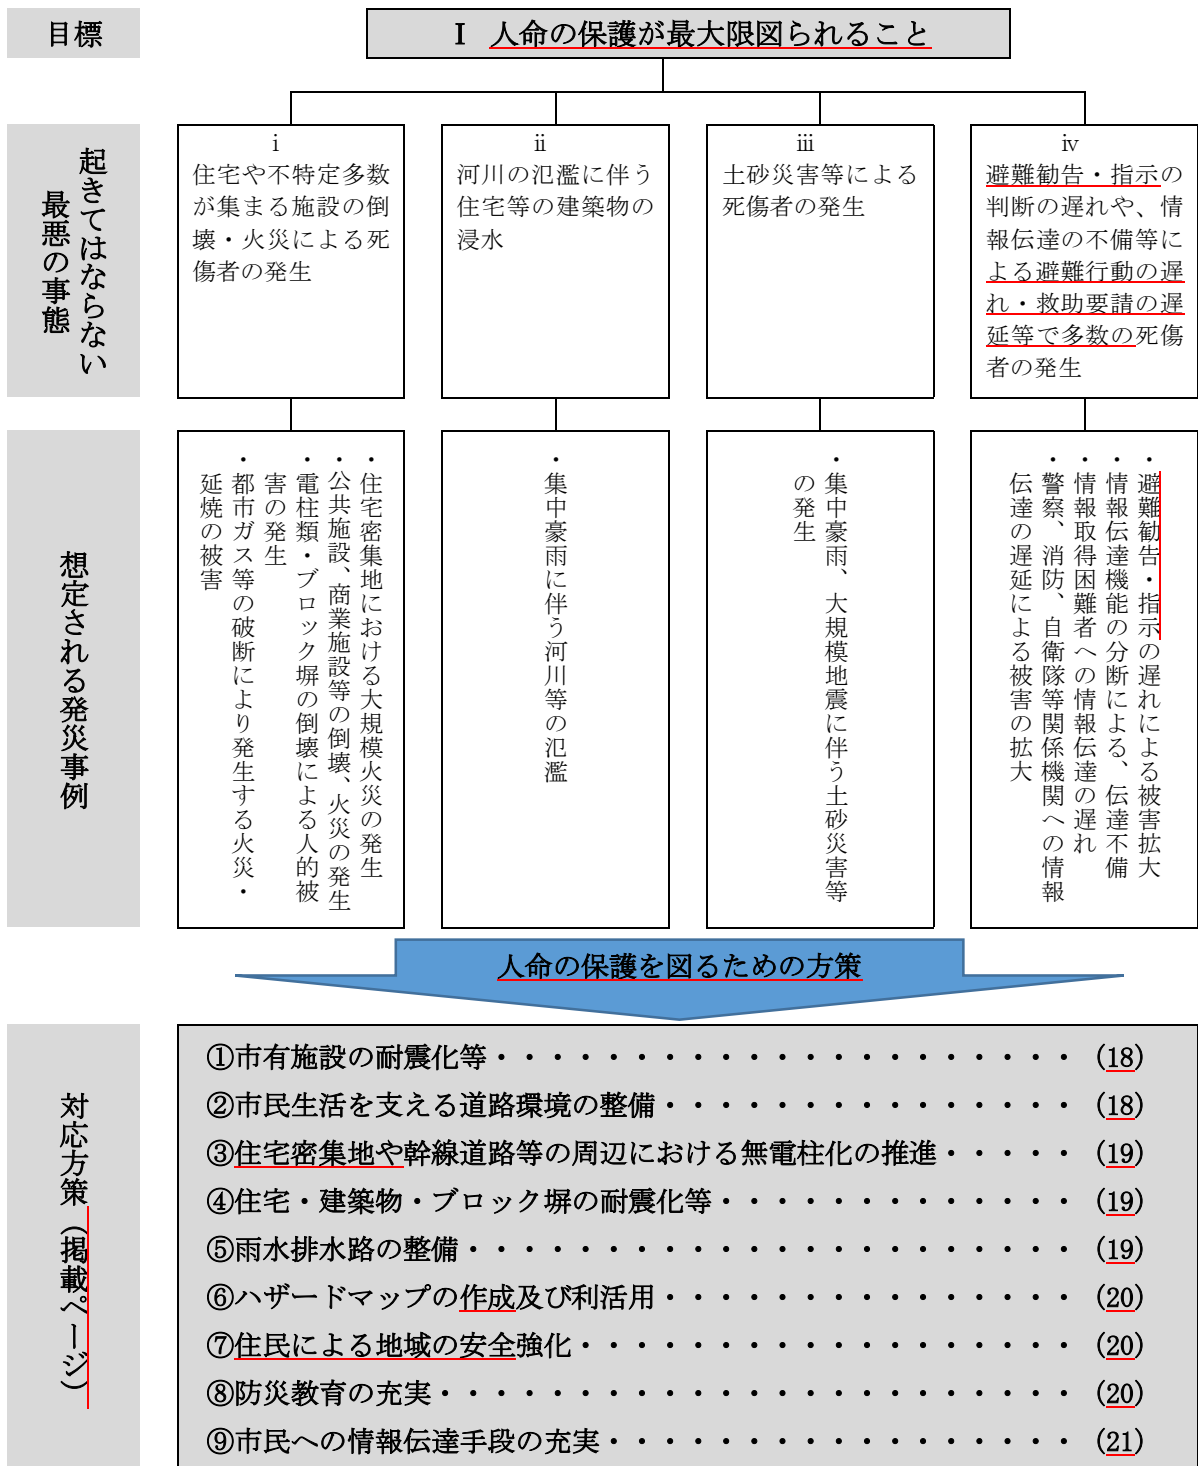 目標
Ⅰ 人命の保護が最大限図られること
起きてはならない
最悪の事態
ⅰ
住宅や不特定多数
が集まる施設の倒
壊・火災による死
傷者の発生
ⅱ
河川の氾濫に伴う
住宅等の建築物の
浸水
ⅲ
土砂災害等による
死傷者の発生
ⅳ
避難勧告・指示の
判断の遅れや、情
報伝達の不備等に
よる避難行動の遅
れ・救助要請の遅
延等で多数の死傷
者の発生
想定される発災事例
・住宅密集地における大規模火災の発生
・公共施設、商業施設等の倒壊、火災の発生
・電柱類・ブロック塀の倒壊による人的被
害の発生
・都市ガス等の破断により発生する火災・
延焼の被害
・集中豪雨に伴う河川等の氾濫
・集中豪雨、大規模地震に伴う土砂災害等
の発生
・避難勧告・指示の遅れによる被害拡大
・情報伝達機能の分断による、伝達不備
・情報取得困難者への情報伝達の遅れ
・警察、消防、自衛隊等関係機関への情報
伝達の遅延による被害の拡大
人命の保護を図るための方策
対応方策（掲載ページ）
①市有施設の耐震化等・・・・・・・・・・・・・・・・・・・・・（18）
②市民生活を支える道路環境の整備・・・・・・・・・・・・・・・（18）
③住宅密集地や幹線道路等の周辺における無電柱化の推進・・・・・（19）
④住宅・建築物・ブロック塀の耐震化等・・・・・・・・・・・・・（19）
⑤雨水排水路の整備・・・・・・・・・・・・・・・・・・・・・・（19）
⑥ハザードマップの作成及び利活用・・・・・・・・・・・・・・・（20）
⑦住民による地域の安全強化・・・・・・・・・・・・・・・・・・（20）
⑧防災教育の充実・・・・・・・・・・・・・・・・・・・・・・・（20）
⑨市民への情報伝達手段の充実・・・・・・・・・・・・・・・・・（21）